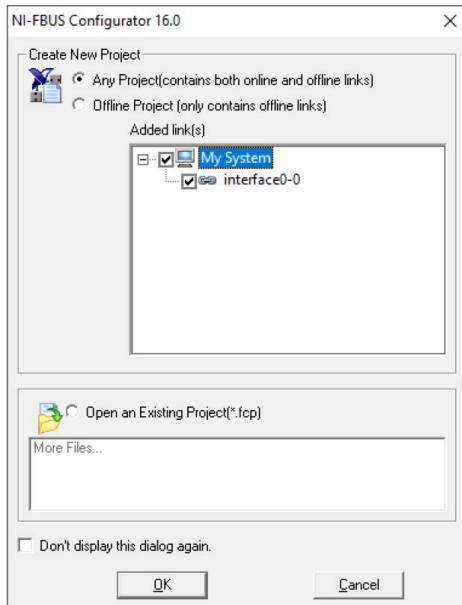 NI-FBUS Configurator 16.0
Create New Project
Any Project(contains both online and offline links)
Offline Project (only contains offline links)
Added link(s)
My System
interface0-0
Open an Existing Project(*.fcp)
More Files...
Don't display this dialog again.
OK
Cancel